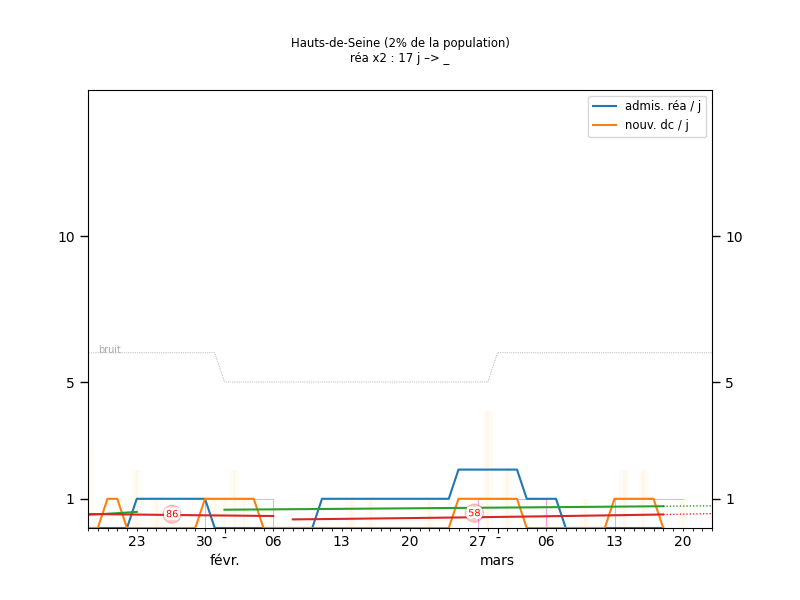 Hauts-de-Seine (2% de la population)
réa x2 : 17 j –> _
admis. réa / j
nouv. dc / j
10 10
bruit
5 5
1 1
86 58
23 30 - 06 13 20 27 - 06 13 20
févr. mars